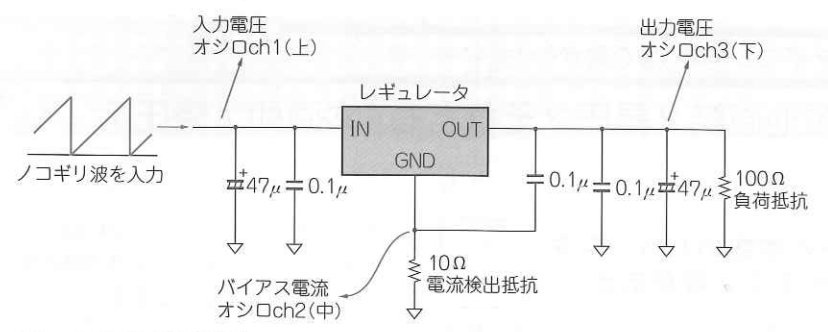 入力電圧
オシロch1(上)
出力電圧
オシロch3(下)
レギュレータ
IN
OUT
GND
ノコギリ波を入力
+
47μ
0.1μ
0.1μ
0.1μ
+
47μ
100Ω
負荷抵抗
10Ω
電流検出抵抗
バイアス電流
オシロch2(中)